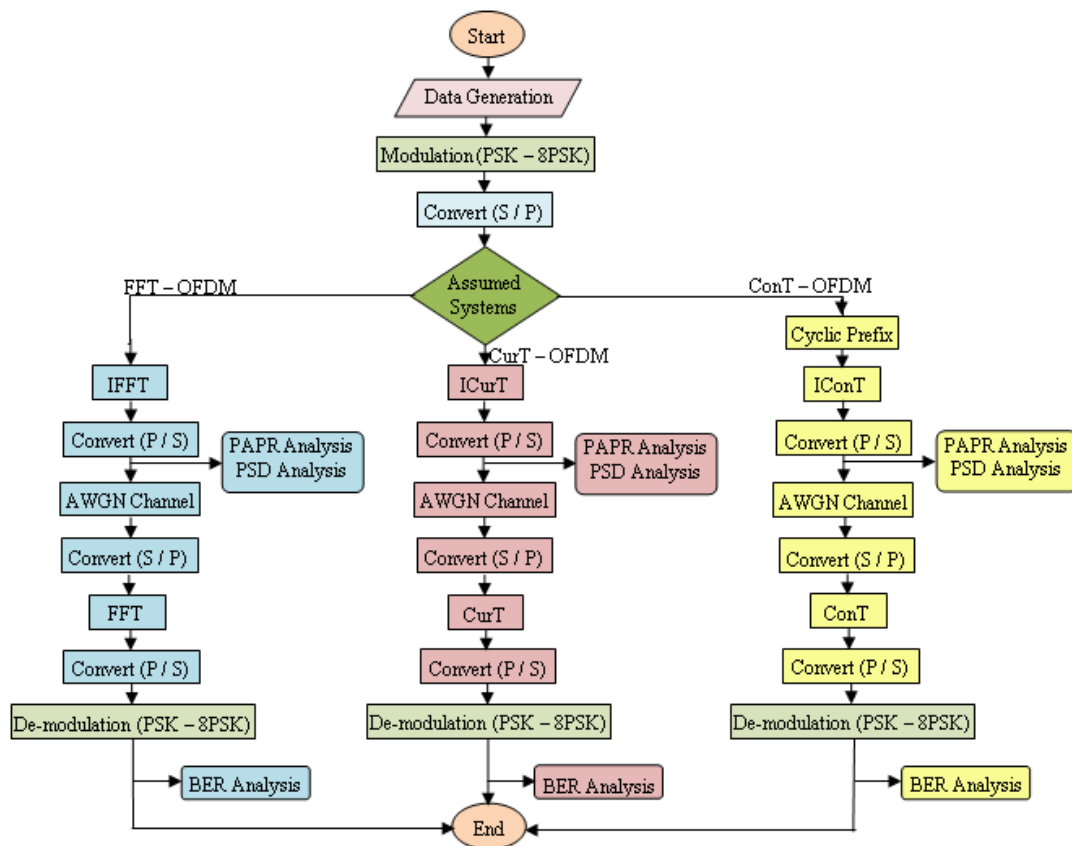 Start
Data Generation
Modulation (PSK – 8PSK)
Convert (S / P)
Assumed
Systems
FFT – OFDM
IFFT
Convert (P / S)
PAPR Analysis
PSD Analysis
AWGN Channel
Convert (S / P)
FFT
Convert (P / S)
De-modulation (PSK – 8PSK)
BER Analysis
CurT – OFDM
ICurT
Convert (P / S)
PAPR Analysis
PSD Analysis
AWGN Channel
Convert (S / P)
CurT
Convert (P / S)
De-modulation (PSK – 8PSK)
BER Analysis
ConT – OFDM
Cyclic Prefix
IConT
Convert (P / S)
PAPR Analysis
PSD Analysis
AWGN Channel
Convert (S / P)
ConT
Convert (P / S)
De-modulation (PSK – 8PSK)
BER Analysis
End